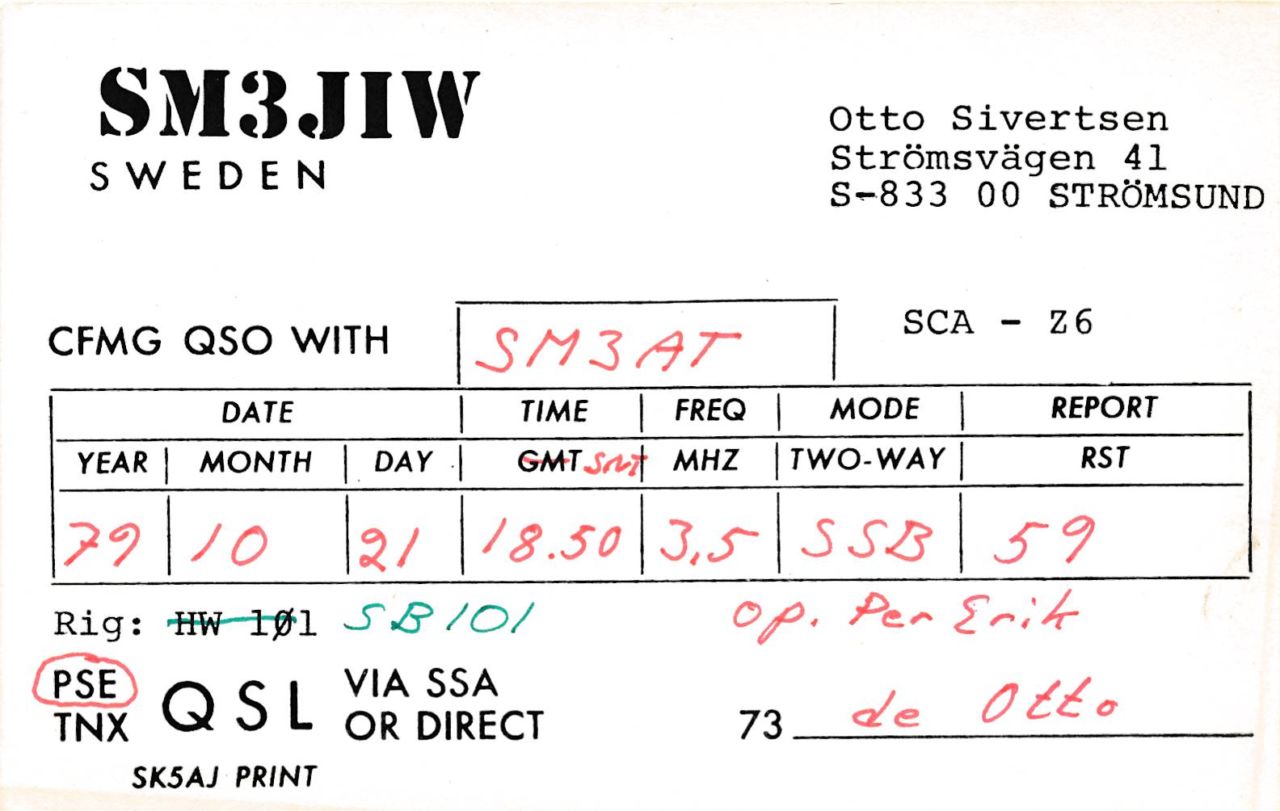 SM3JIW
SWEDEN
Otto Sivertsen
Strömsvägen 41
S-833 00 STRÖMSUND
CFMG QSO WITH SM3AT SCA - Z6
DATE TIME FREQ MODE REPORT
YEAR MONTH DAY GMT SNT MHZ TWO-WAY RST
79 10 21 18.50 3,5 SSB 59
Rig: HW 1Ø1 SB101 op. Per Erik
PSE
TNX
QSL
VIA SSA
OR DIRECT
73 de Otto
SK5AJ PRINT